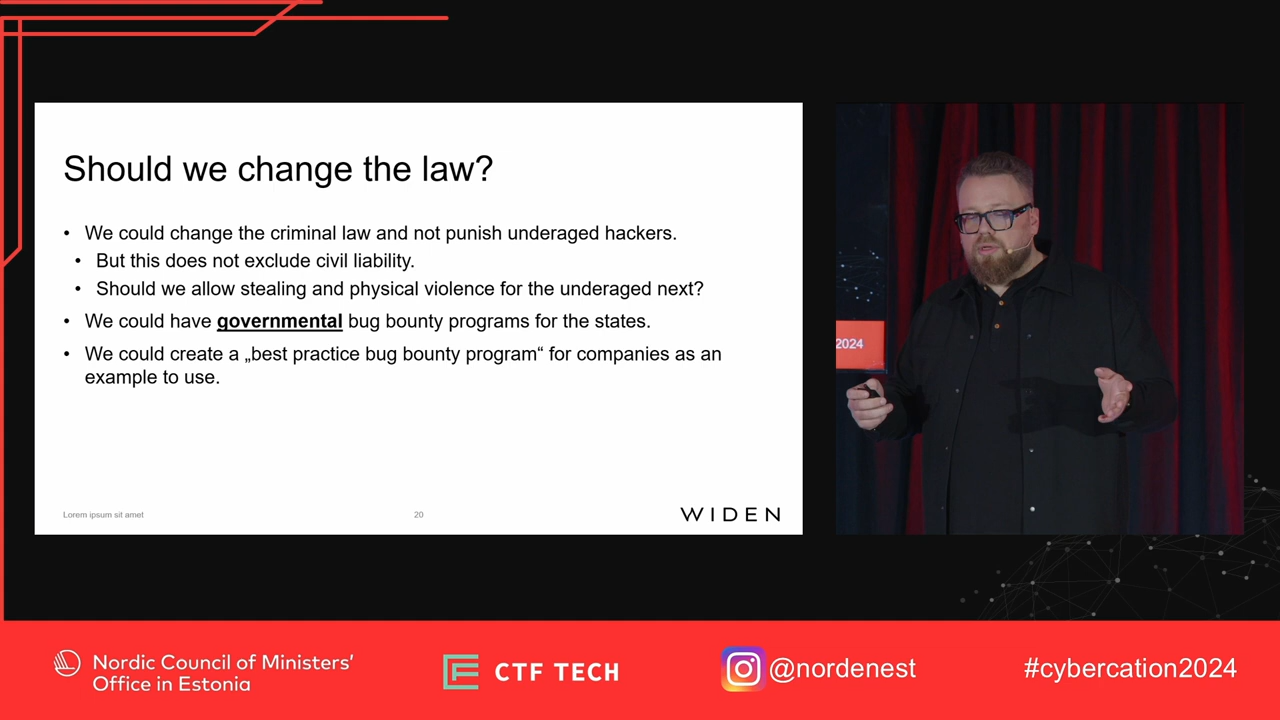 Should we change the law?
• We could change the criminal law and not punish underaged hackers.
• But this does not exclude civil liability.
• Should we allow stealing and physical violence for the underaged next?
• We could have governmental bug bounty programs for the states.
• We could create a „best practice bug bounty program“ for companies as an
example to use.
Lorem ipsum sit amet
20
WIDEN
2024
Nordic Council of Ministers'
Office in Estonia
CTF TECH
@nordenest
#cybercation2024